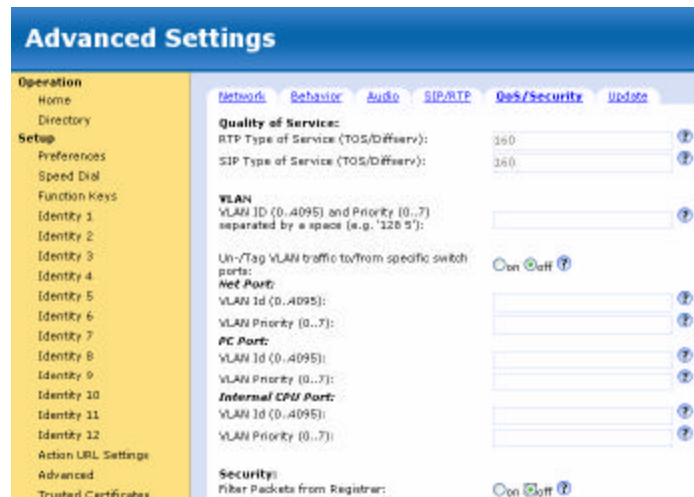 Advanced Settings
Operation
Home
Directory
Setup
Preferences
Speed Dial
Function Keys
Identity 1
Identity 2
Identity 3
Identity 4
Identity 5
Identity 6
Identity 7
Identity 8
Identity 9
Identity 10
Identity 11
Identity 12
Action URL Settings
Advanced
Trusted Certificates
Network Behavior Audio SIP/RTP QoS/Security Update
Quality of Service:
RTP Type of Service (TOS/Diffserv): 160
SIP Type of Service (TOS/Diffserv): 160
VLAN
VLAN ID (0..4095) and Priority (0..7)
separated by a space (e.g. '128 5'):
Un-/Tag VLAN traffic to/from specific switch
ports: on off
Net Port:
VLAN Id (0..4095):
VLAN Priority (0..7):
PC Port:
VLAN Id (0..4095):
VLAN Priority (0..7):
Internal CPU Port:
VLAN Id (0..4095):
VLAN Priority (0..7):
Security:
Filter Packets from Registrar: on off